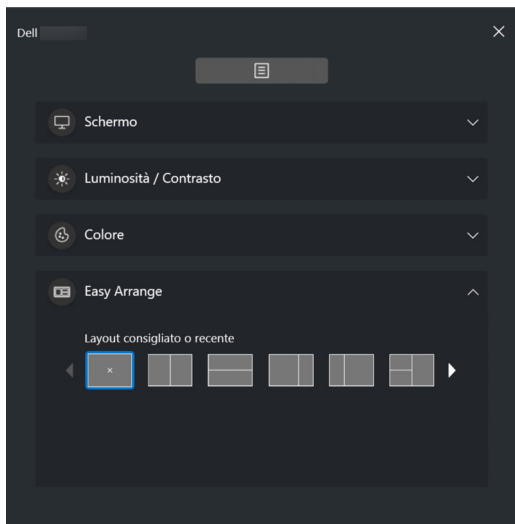 Dell
Schermo
Luminosità / Contrasto
Colore
Easy Arrange
Layout consigliato o recente